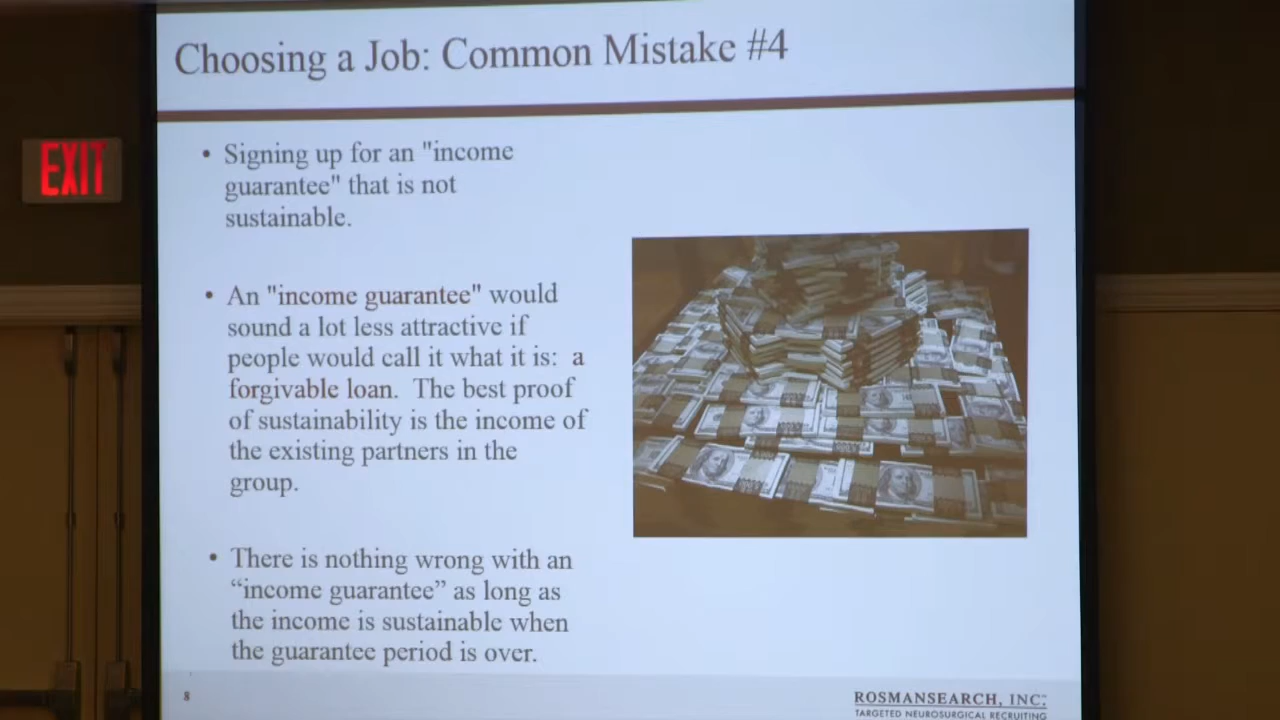 Choosing a Job: Common Mistake #4
EXIT
• Signing up for an "income
guarantee" that is not
sustainable.
• An "income guarantee" would
sound a lot less attractive if
people would call it what it is:  a
forgivable loan.  The best proof
of sustainability is the income of
the existing partners in the
group.
• There is nothing wrong with an
“income guarantee” as long as
the income is sustainable when
the guarantee period is over.
8
ROSMANSEARCH, INC.
TARGETED NEUROSURGICAL RECRUITING